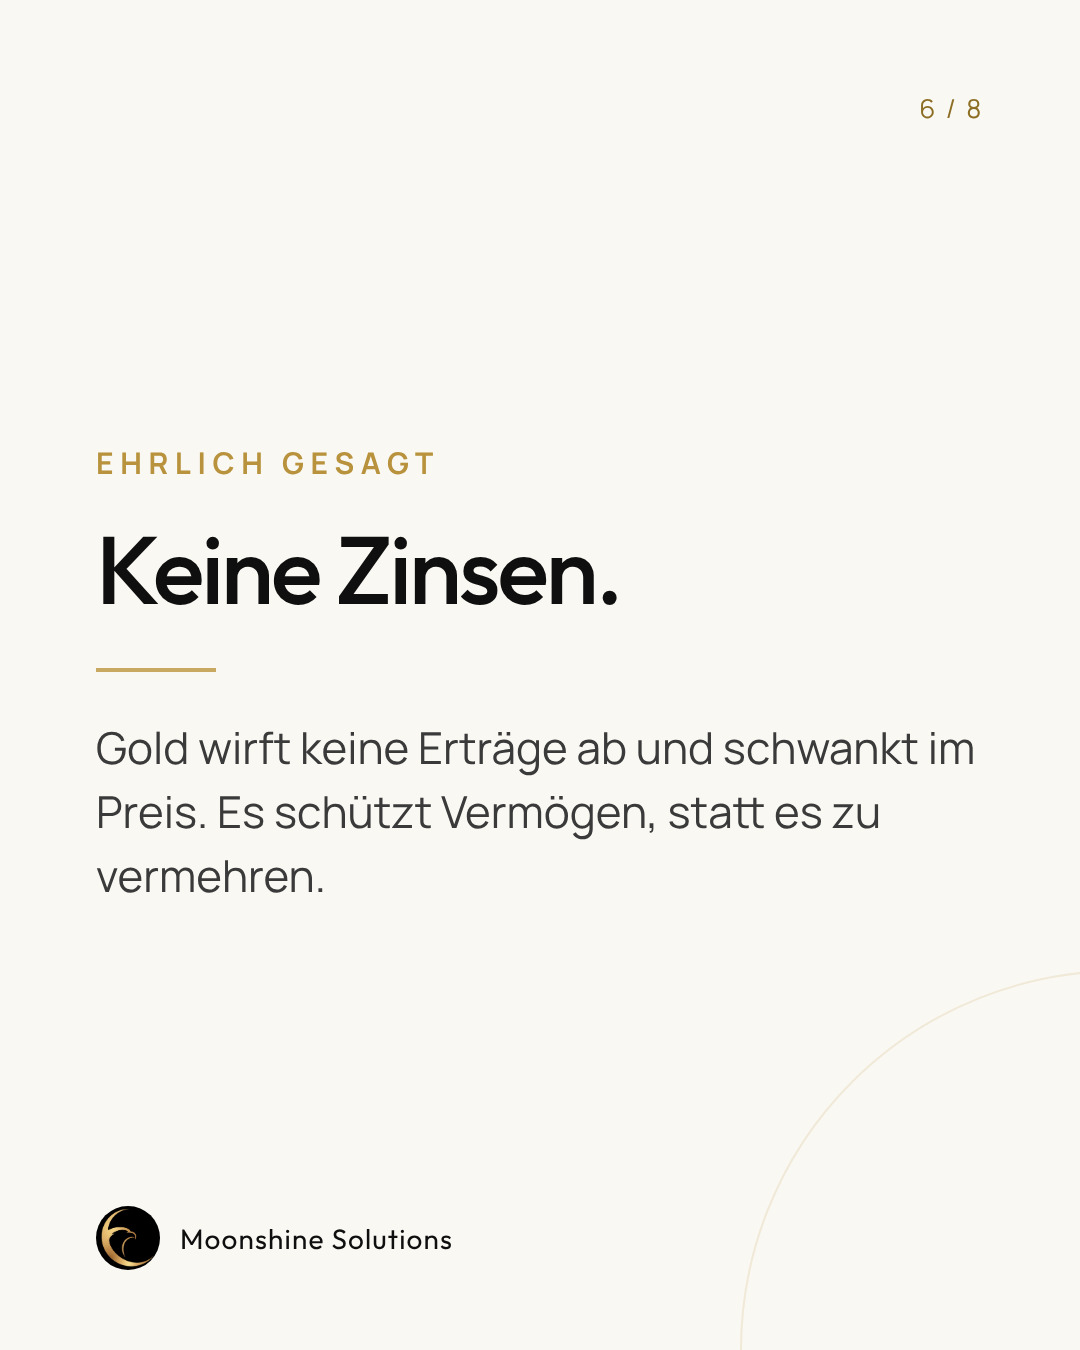 6 / 8
EHRLICH GESAGT
Keine Zinsen.
Gold wirft keine Erträge ab und schwankt im
Preis. Es schützt Vermögen, statt es zu
vermehren.
Moonshine Solutions